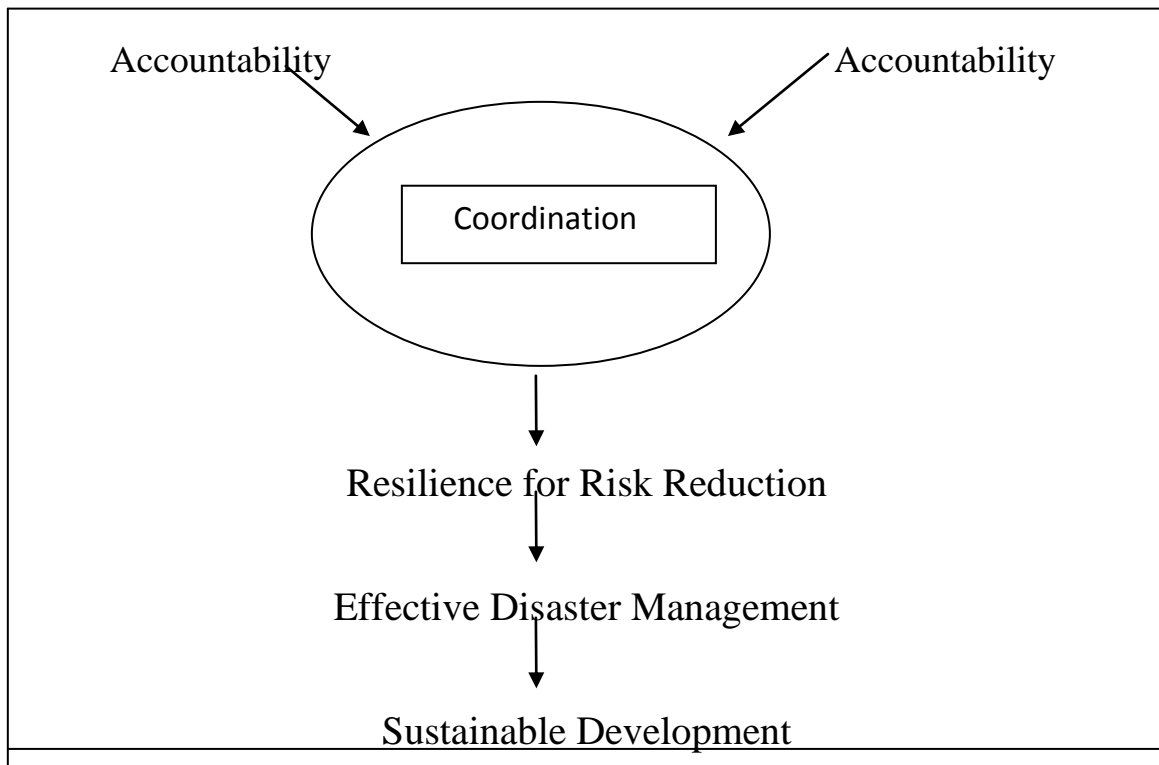 Accountability
Accountability
Coordination
Resilience for Risk Reduction
Effective Disaster Management
Sustainable Development